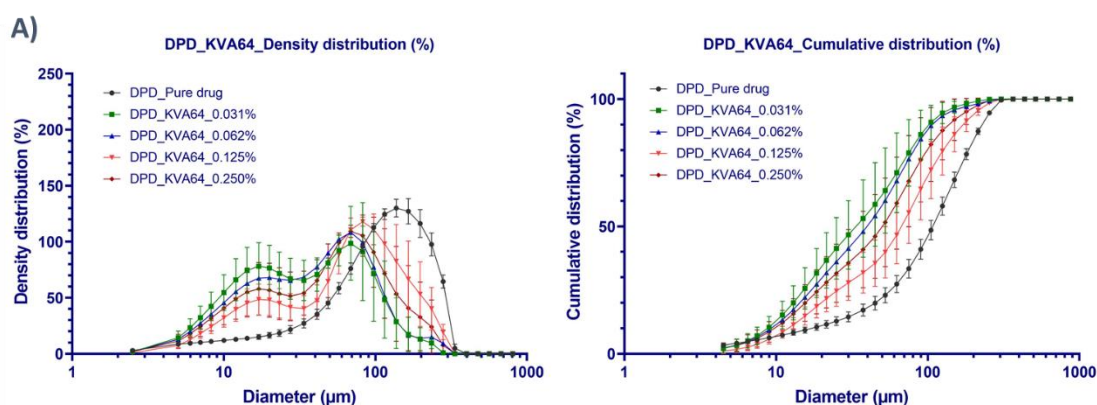 A)
DPD_KVA64_Density distribution (%)
250
200
150
100
50
0
Density distribution (%)
DPD_Pure drug
DPD_KVA64_0.031%
DPD_KVA64_0.062%
DPD_KVA64_0.125%
DPD_KVA64_0.250%
1
10
100
1000
Diameter (µm)
DPD_KVA64_Cumulative distribution (%)
100
50
0
Cumulative distribution (%)
DPD_Pure drug
DPD_KVA64_0.031%
DPD_KVA64_0.062%
DPD_KVA64_0.125%
DPD_KVA64_0.250%
1
10
100
1000
Diameter (µm)